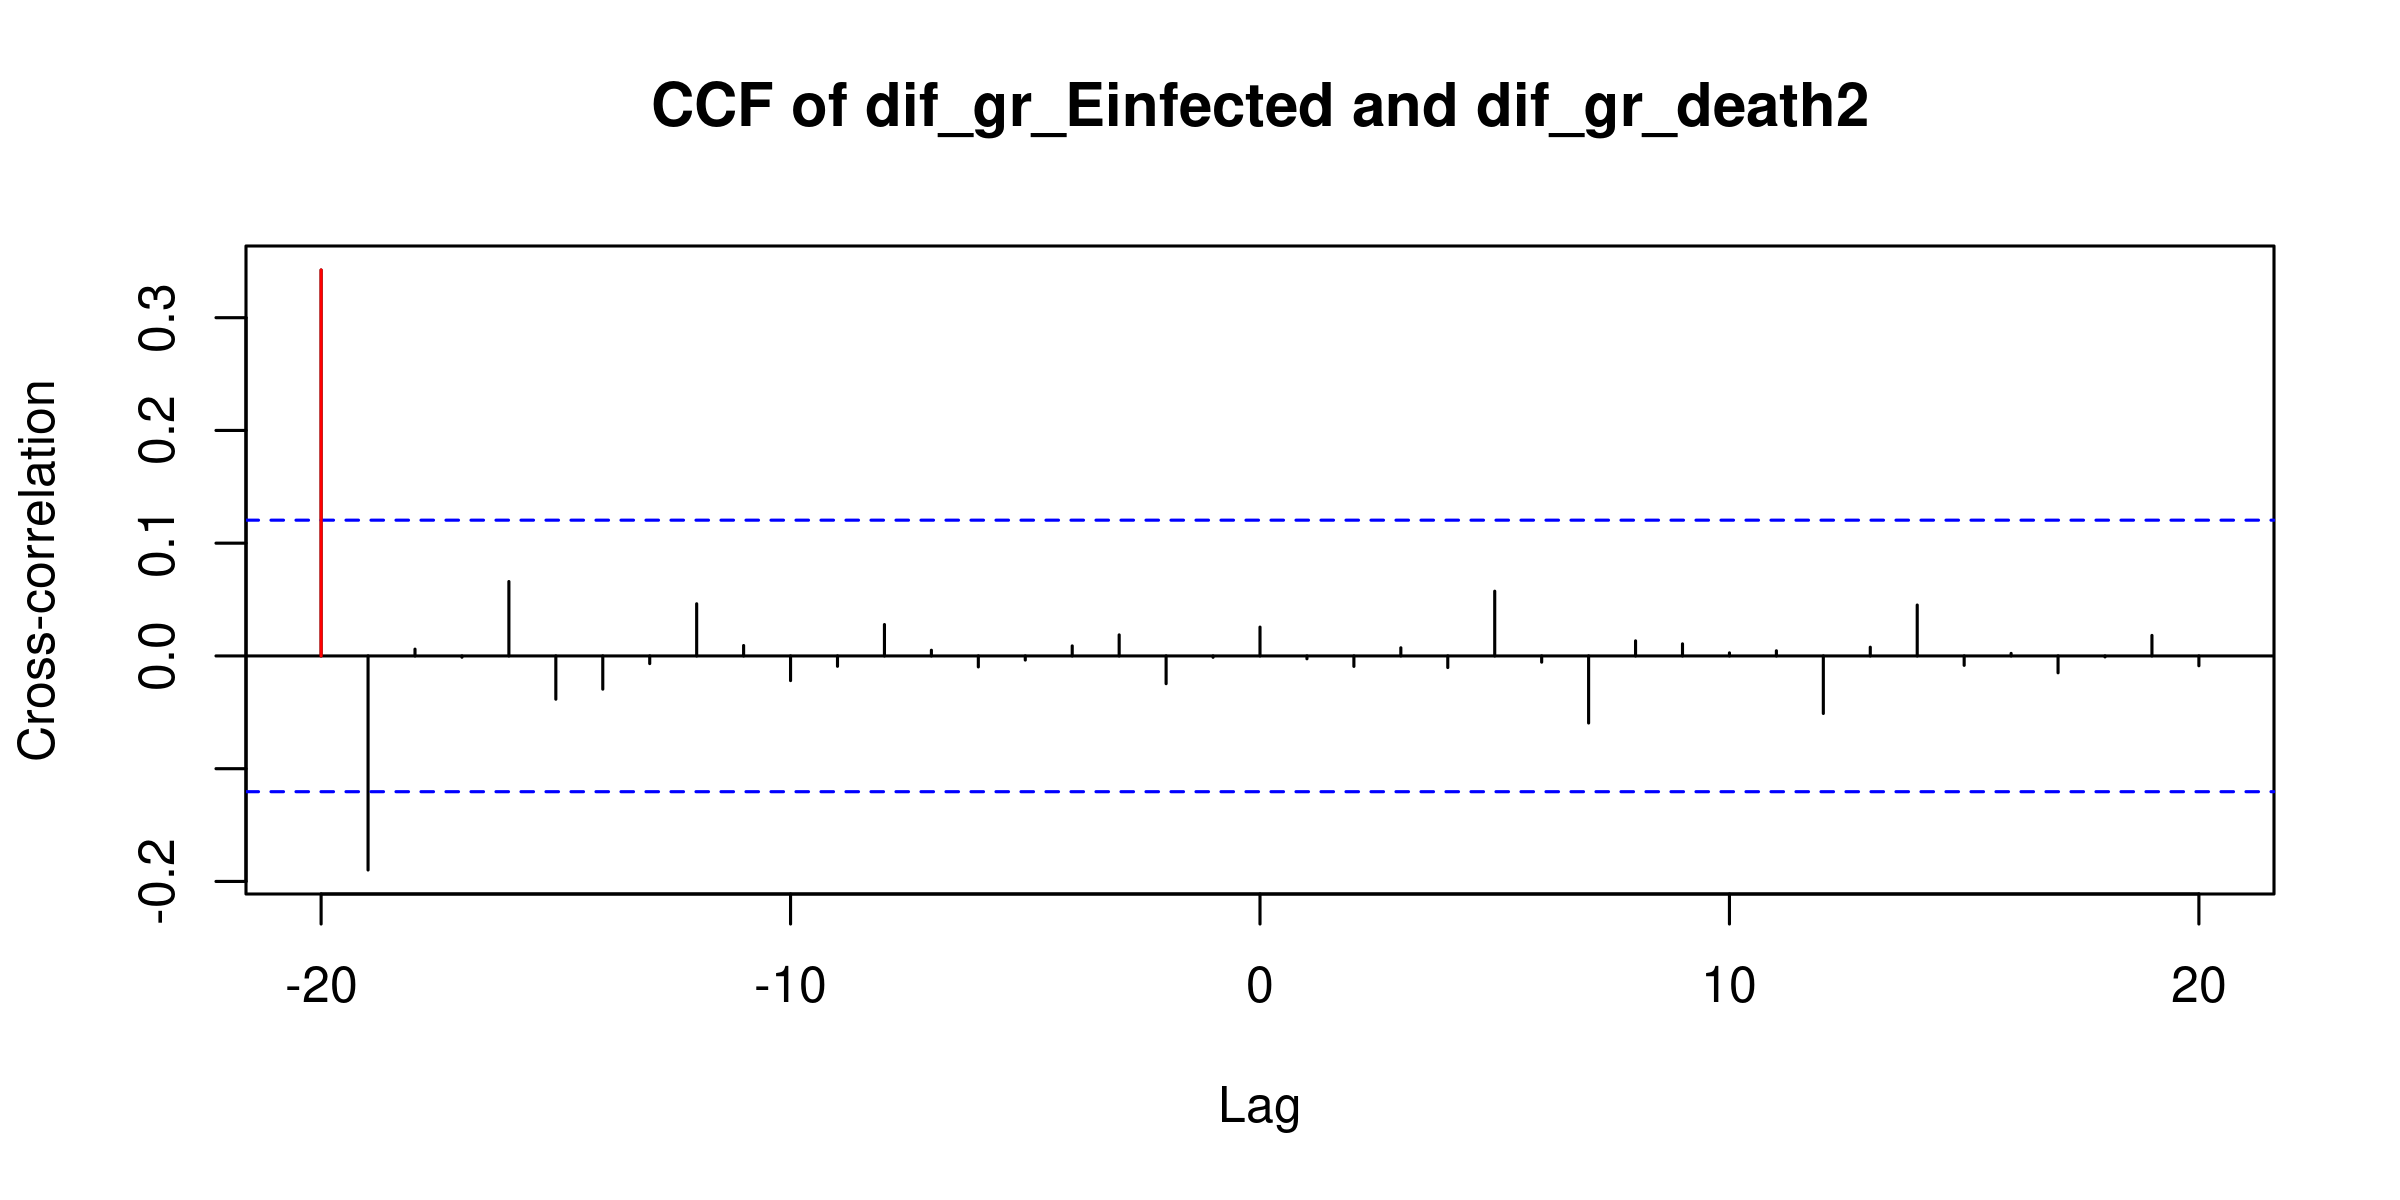 CCF of dif_gr_Einfected and dif_gr_death2
Cross-correlation
0.3
0.2
0.1
0.0
-0.2
-20 -10 0 10 20
Lag